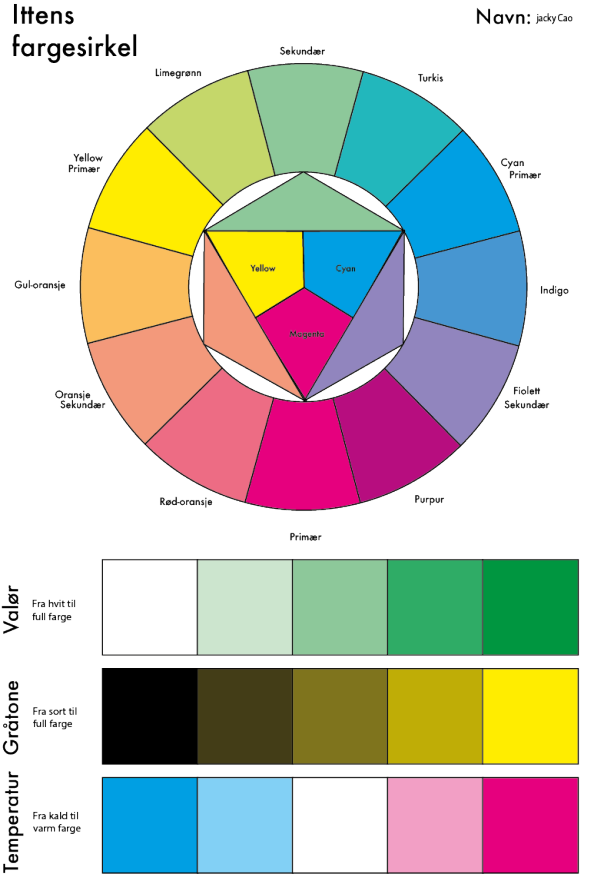 Ittens
fargesirkel
Navn: jacky Cao
Sekundær
Limegrønn
Turkis
Yellow
Primær
Cyan
Primær
Yellow
Cyan
Gul-oransje
Indigo
Magenta
Oransje
Sekundær
Fiolett
Sekundær
Rød-oransje
Purpur
Primær
Valør
Fra hvit til
full farge
Gråtone
Fra sort til
full farge
Temperatur
Fra kald til
varm farge